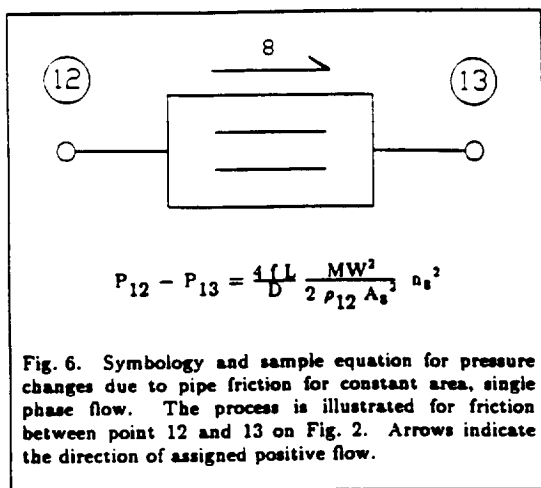 8
12 13
P₁₂ − P₁₃ = 4 f L / D MW² / 2 ρ₁₂ A₈² n₈²
Fig. 6. Symbology and sample equation for pressure
changes due to pipe friction for constant area, single
phase flow. The process is illustrated for friction
between point 12 and 13 on Fig. 2. Arrows indicate
the direction of assigned positive flow.